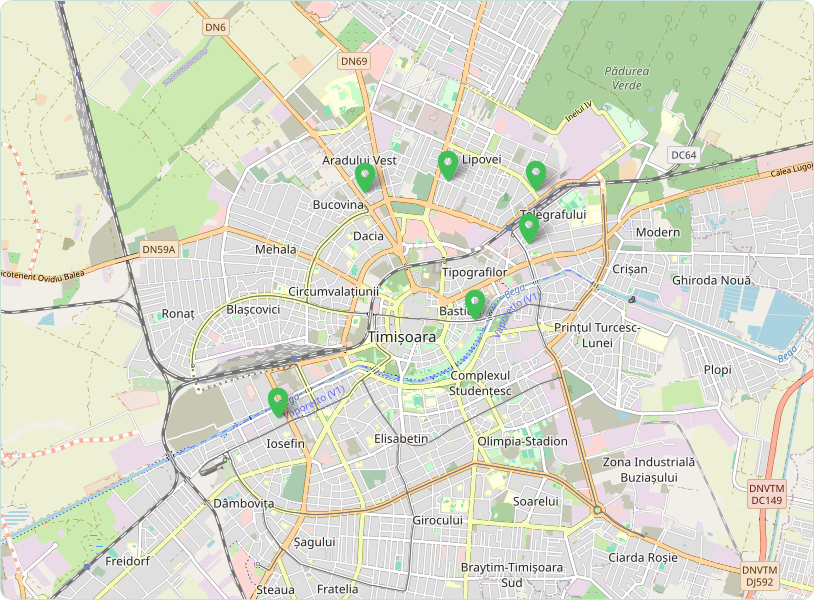 DN6
DN69
Pădurea
Verde
Inelul IV
DC64
Aradului Vest
Lipovei
Calea Lugo
Bucovina
Telegrafului
Dacia
Modern
DN59A
Mehala
icotenent Ovidiu Balea
Tipografilor
Crișan
Ghiroda Nouă
Circumvalațiunii
Bega
Vaporetto (V1)
Ronaț
Blașcovici
Timișoara
Prințul Turcesc-
Lunei
Bega
Plopi
Complexul
Studențesc
Bega
Vaporetto (V1)
Iosefin
Elisabetin
Olimpia-Stadion
Zona Industrială
Buziașului
DNVTM
DC149
Dâmbovița
Soarelui
Girocului
Șagului
Freidorf
Ciarda Roșie
Braytim-Timișoara
Sud
DNVTM
DJ592
Steaua
Fratelia